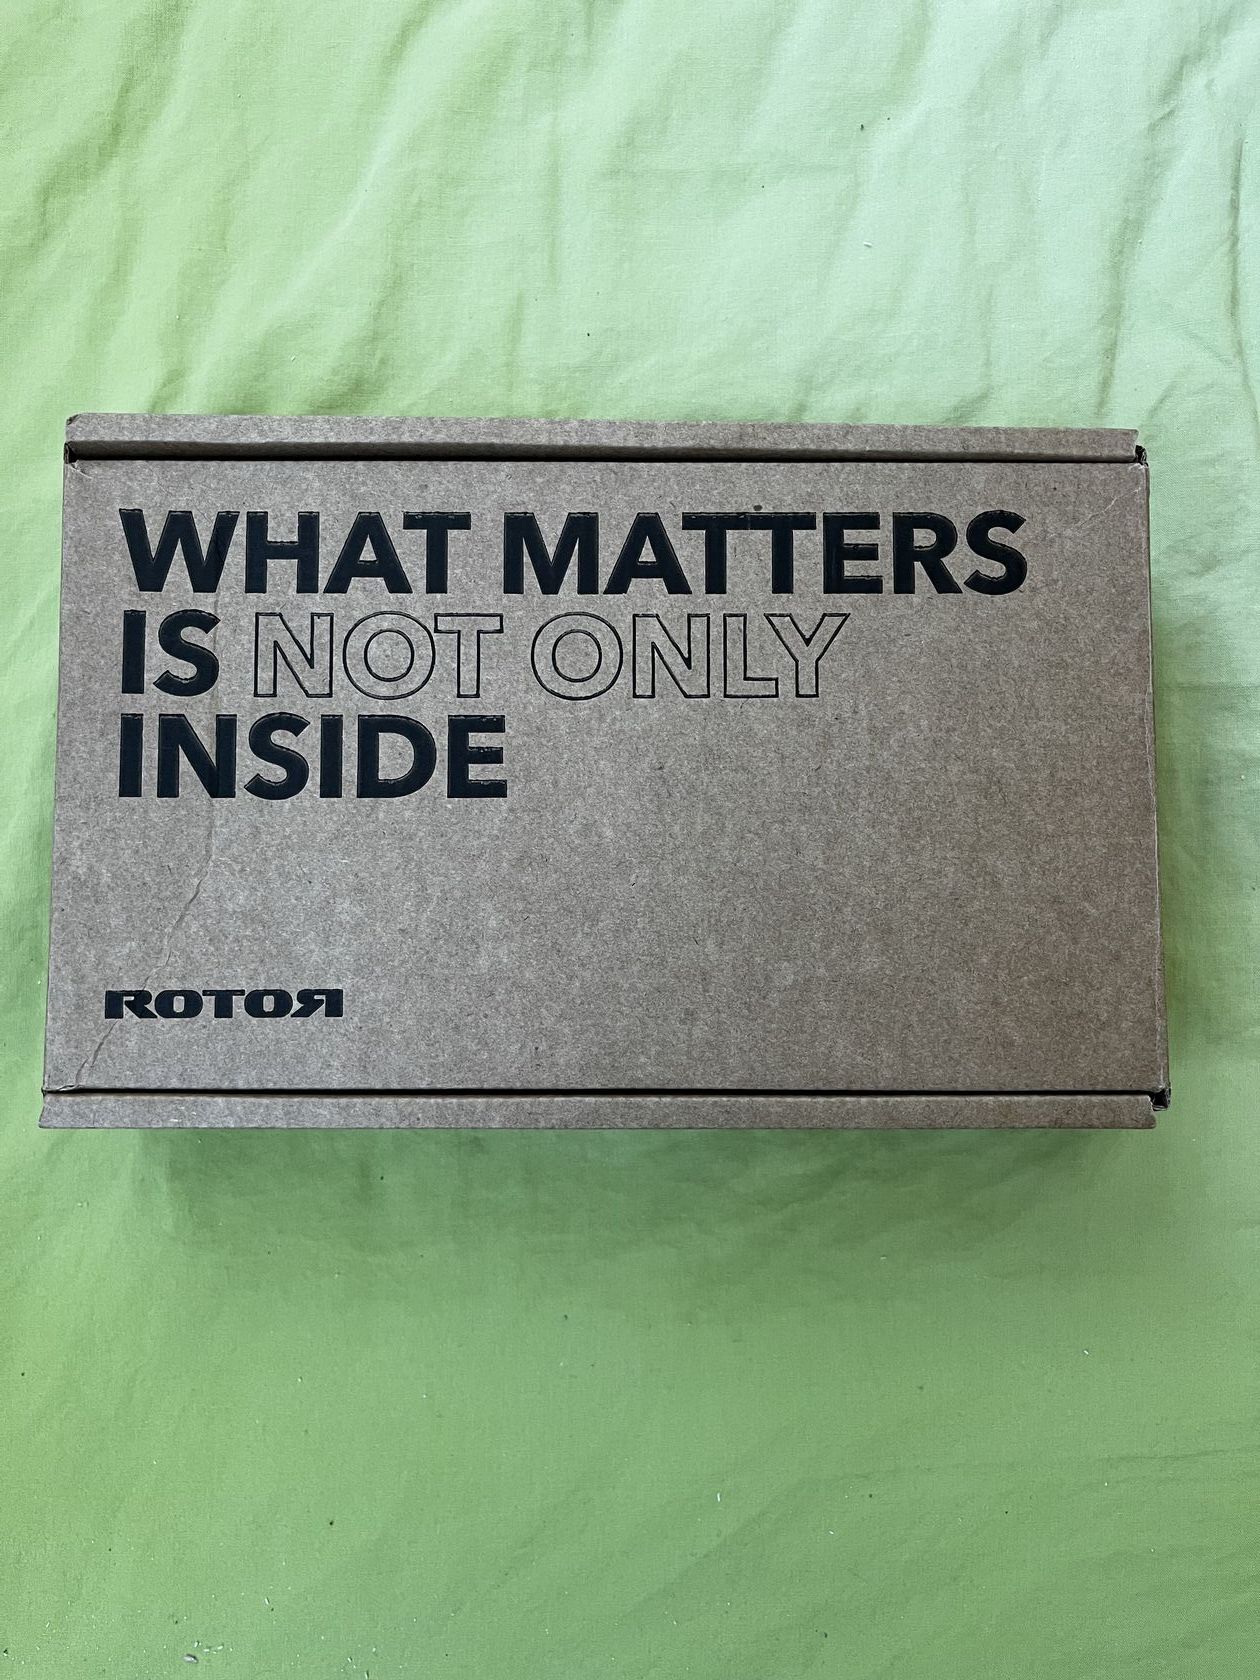 WHAT MATTERS
IS NOT ONLY
INSIDE
ROTOR